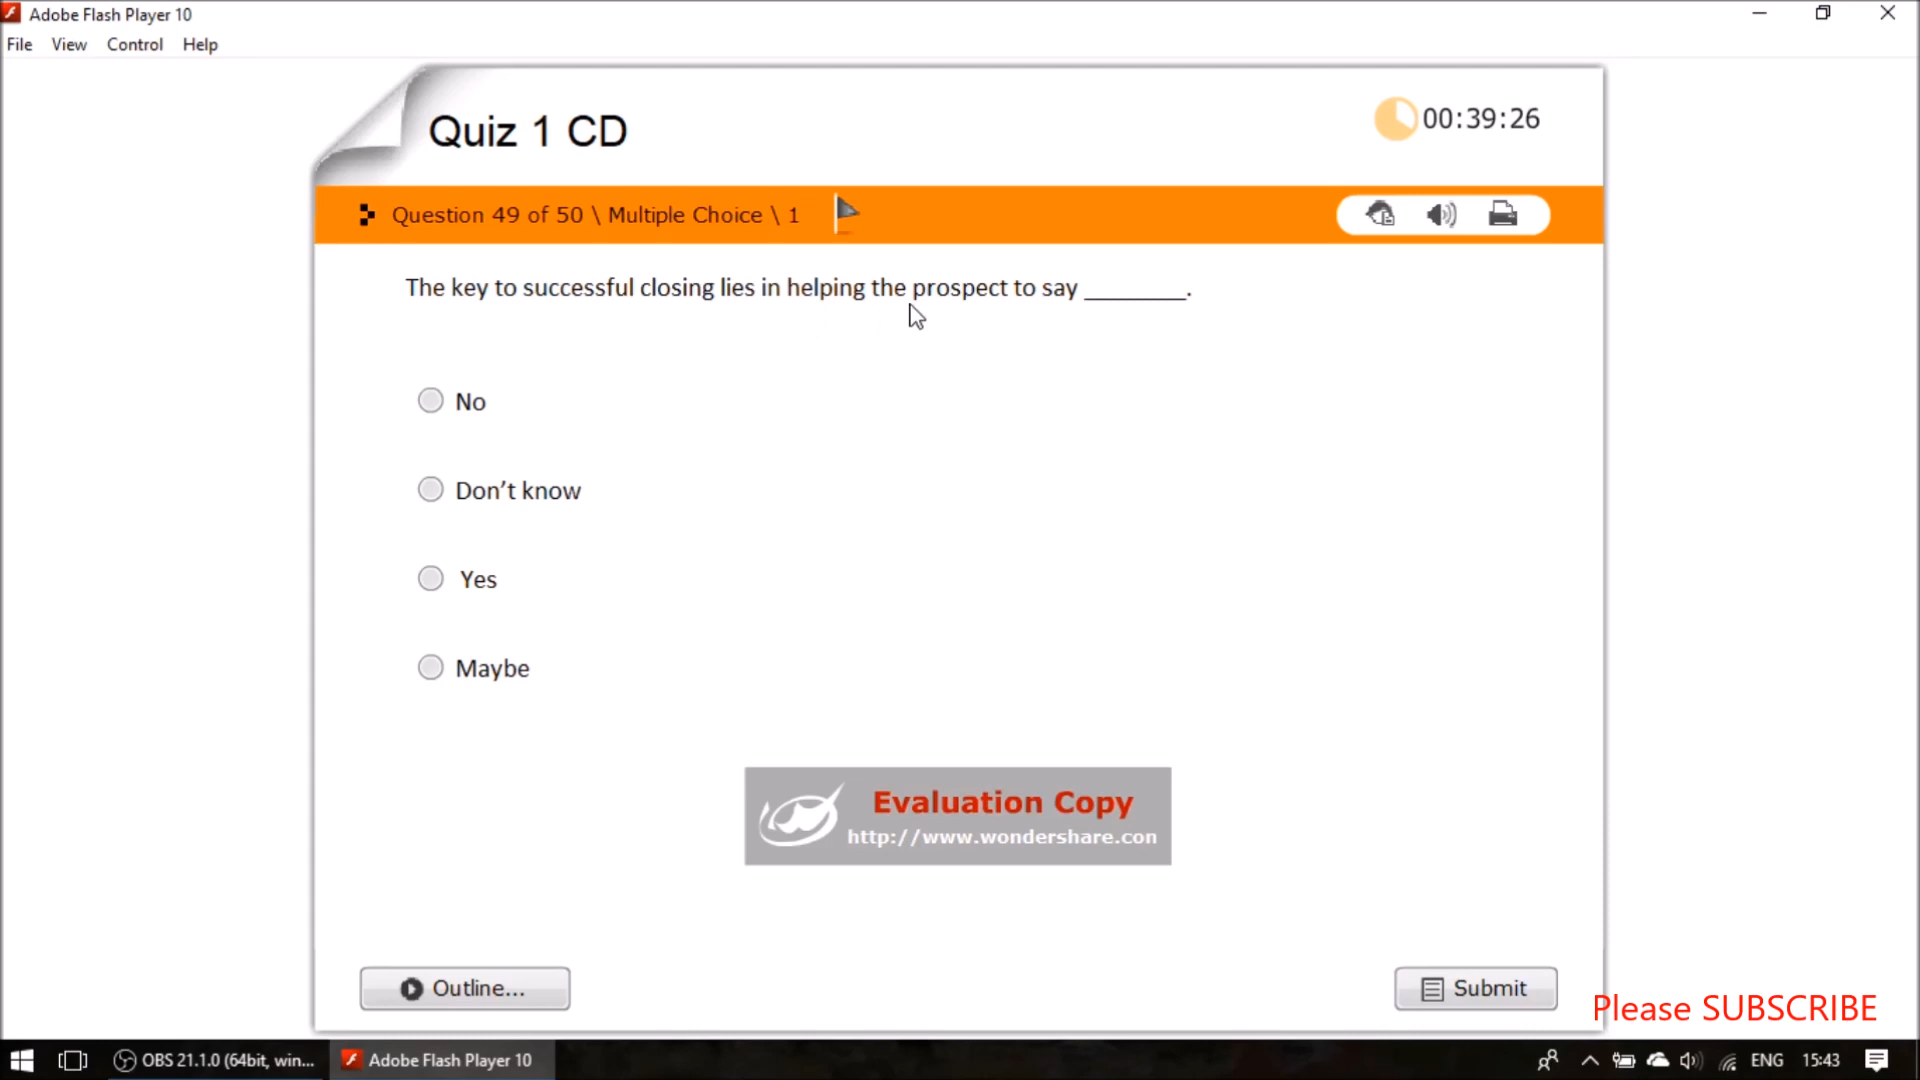 Adobe Flash Player 10
File View Control Help
Quiz 1 CD
00:39:26
Question 49 of 50 \ Multiple Choice \ 1
The key to successful closing lies in helping the prospect to say ________.
No
Don’t know
Yes
Maybe
Evaluation Copy
http://www.wondershare.con
Outline...
Submit
Please SUBSCRIBE
OBS 21.1.0 (64bit, win...
Adobe Flash Player 10
ENG
15:43